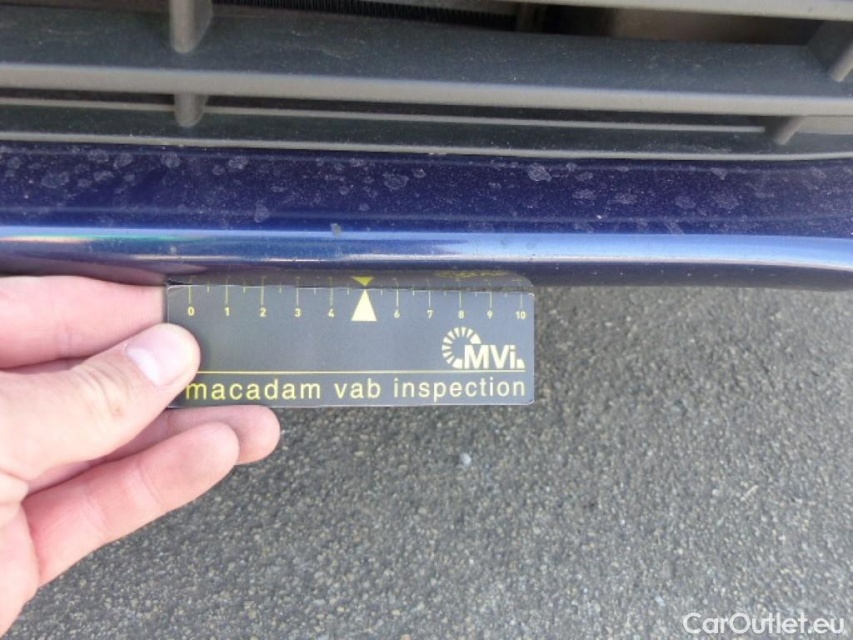 0 1 2 3 4 6 7 8 9 10
MVi
macadam vab inspection
CarOutlet.eu